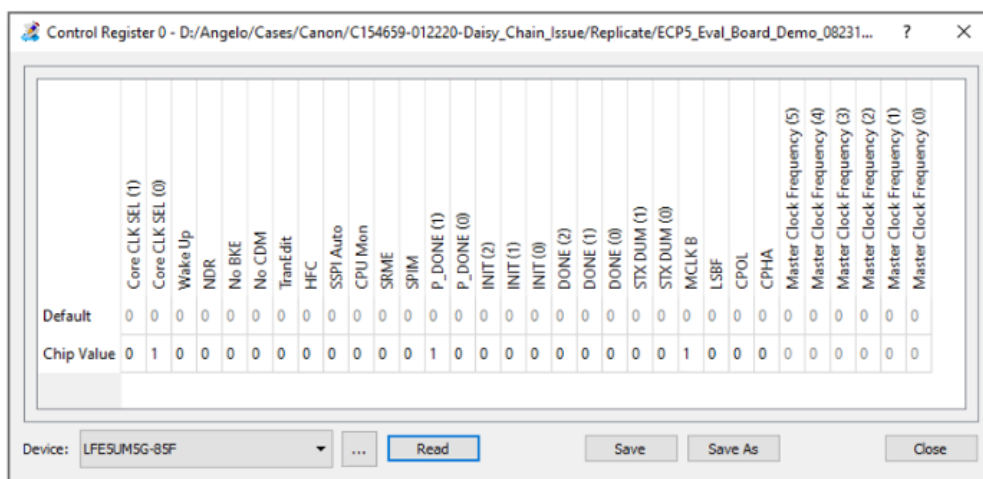 Control Register 0 - D:/Angelo/Cases/Canon/C154659-012220-Daisy_Chain_Issue/Replicate/ECP5_Eval_Board_Demo_08231... ? ×
Core CLK SEL (1)
Core CLK SEL (0)
Wake Up
NDR
No BKE
No CDM
TranEdit
HFC
SSPI Auto
CPU Mon
SRME
SPIM
P_DONE (1)
P_DONE (0)
INIT (2)
INIT (1)
INIT (0)
DONE (2)
DONE (1)
DONE (0)
STX DUM (1)
STX DUM (0)
MCLK B
LSBF
CPOL
CPHA
Master Clock Frequency (5)
Master Clock Frequency (4)
Master Clock Frequency (3)
Master Clock Frequency (2)
Master Clock Frequency (1)
Master Clock Frequency (0)
Default 0 0 0 0 0 0 0 0 0 0 0 0 0 0 0 0 0 0 0 0 0 0 0 0 0 0 0 0 0 0 0 0
Chip Value 0 1 0 0 0 0 0 0 0 0 0 0 1 0 0 0 0 0 0 0 0 0 1 0 0 0 0 0 0 0 0 0
Device: LFE5UM5G-85F ... Read Save Save As Close